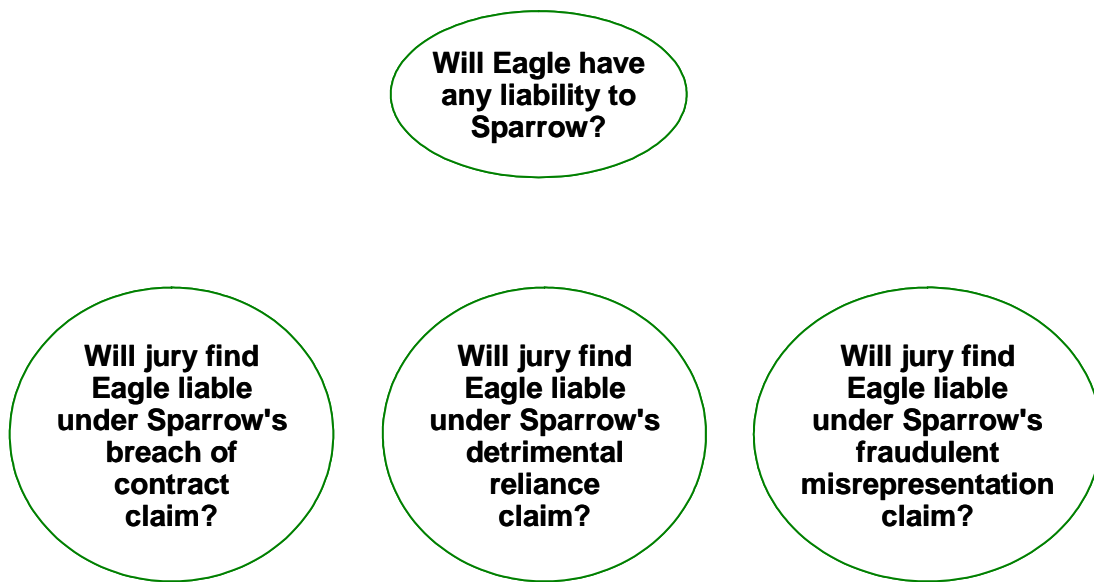 Will Eagle have
any liability to
Sparrow?
Will jury find
Eagle liable
under Sparrow's
breach of
contract
claim?
Will jury find
Eagle liable
under Sparrow's
detrimental
reliance
claim?
Will jury find
Eagle liable
under Sparrow's
fraudulent
misrepresentation
claim?